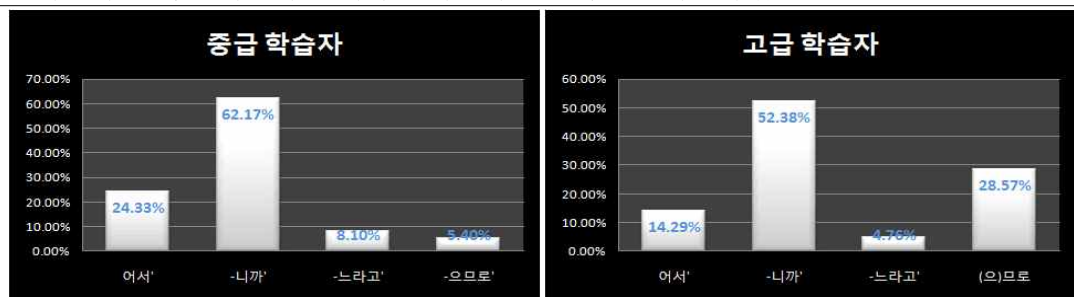 중급 학습자
70.00%
60.00%
50.00%
40.00%
30.00%
20.00%
10.00%
0.00%
24.33%
62.17%
8.10%
5.40%
어서'
-니까'
-느라고'
-으므로'
고급 학습자
60.00%
50.00%
40.00%
30.00%
20.00%
10.00%
0.00%
14.29%
52.38%
4.76%
28.57%
어서'
-니까'
-느라고'
(으)므로